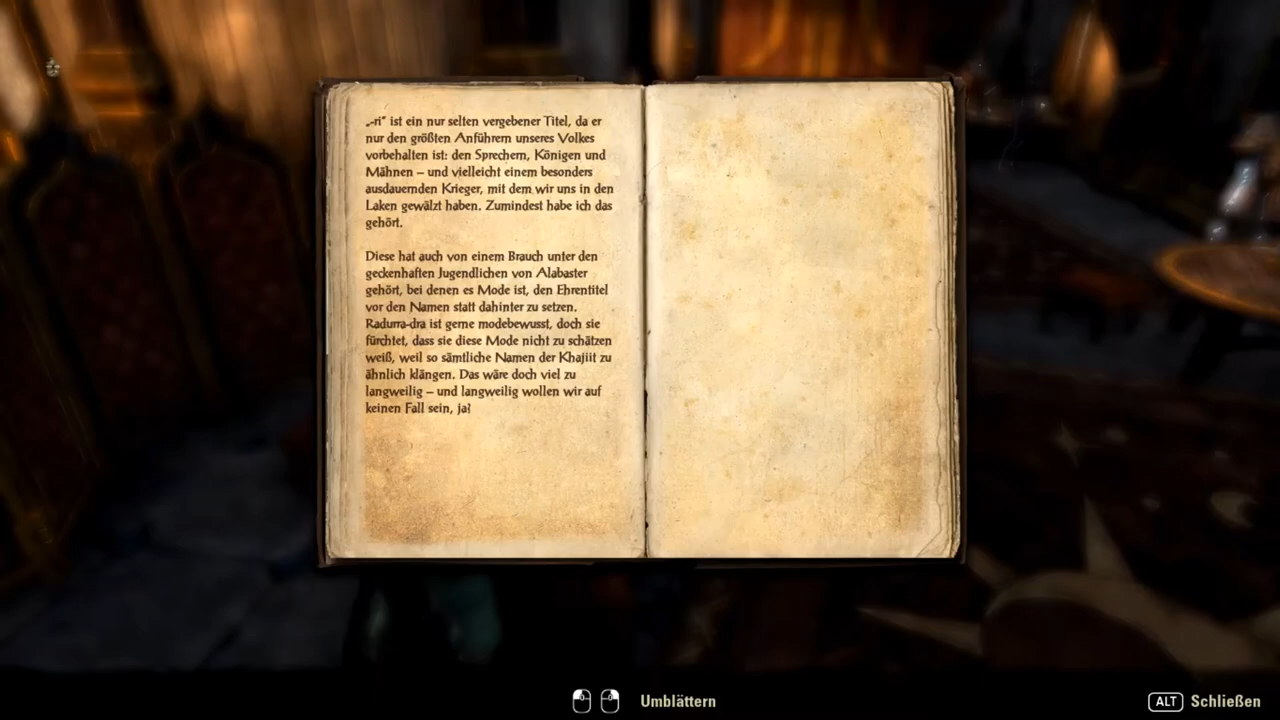 „-ri“ ist ein nur selten vergebener Titel, da er
nur den größten Anführern unseres Volkes
vorbehalten ist: den Sprechern, Königen und
Mähnen – und vielleicht einem besonders
ausdauernden Krieger, mit dem wir uns in den
Laken gewälzt haben. Zumindest habe ich das
gehört.
Diese hat auch von einem Brauch unter den
geckenhaften Jugendlichen von Alabaster
gehört, bei denen es Mode ist, den Ehrentitel
vor den Namen statt dahinter zu setzen.
Radurra-dra ist gerne modebewusst, doch sie
fürchtet, dass sie diese Mode nicht zu schätzen
weiß, weil so sämtliche Namen der Khajiit zu
ähnlich klängen. Das wäre doch viel zu
langweilig – und langweilig wollen wir auf
keinen Fall sein, ja?
Umblättern
ALT Schließen